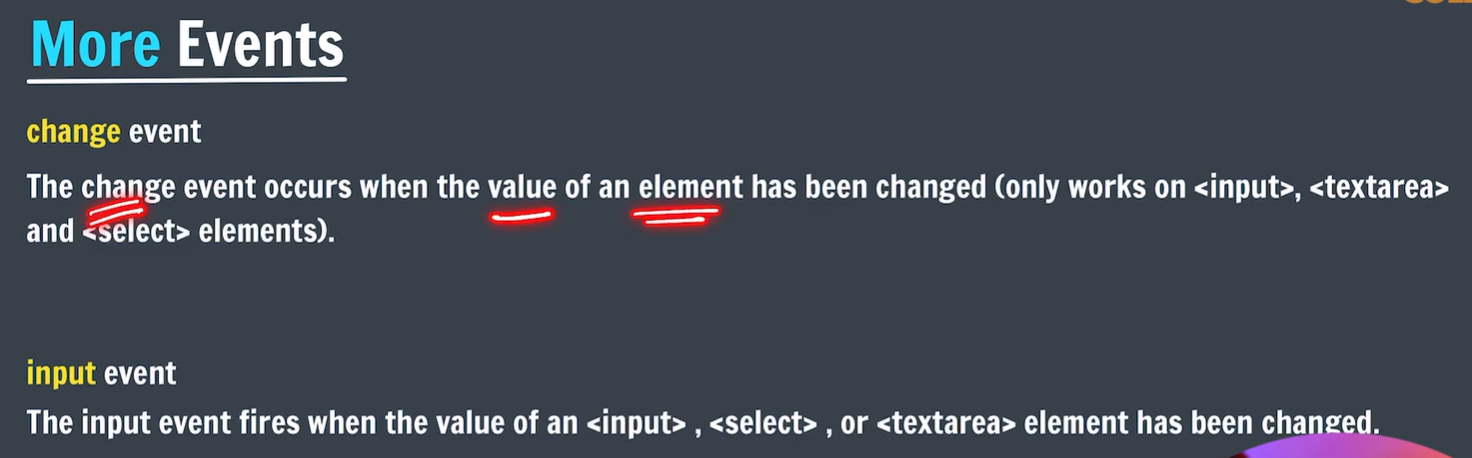 More Events
change event
The change event occurs when the value of an element has been changed (only works on <input>, <textarea>
and <select> elements).
input event
The input event fires when the value of an <input> , <select> , or <textarea> element has been changed.